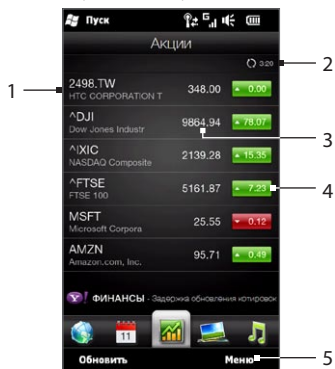 Пуск
Акции
3:20
2
1
2498.TW
HTC CORPORATION T
348.00
0.00
^DJI
Dow Jones Industr
9864.94
78.07
3
^IXIC
NASDAQ Composite
2139.28
15.35
^FTSE
FTSE 100
5161.87
7.23
4
MSFT
Microsoft Corpora
25.55
0.12
AMZN
Amazon.com, Inc.
95.71
0.49
Y! ФИНАНСЫ - Задержка обновления котировок
11
Обновить
Меню
5